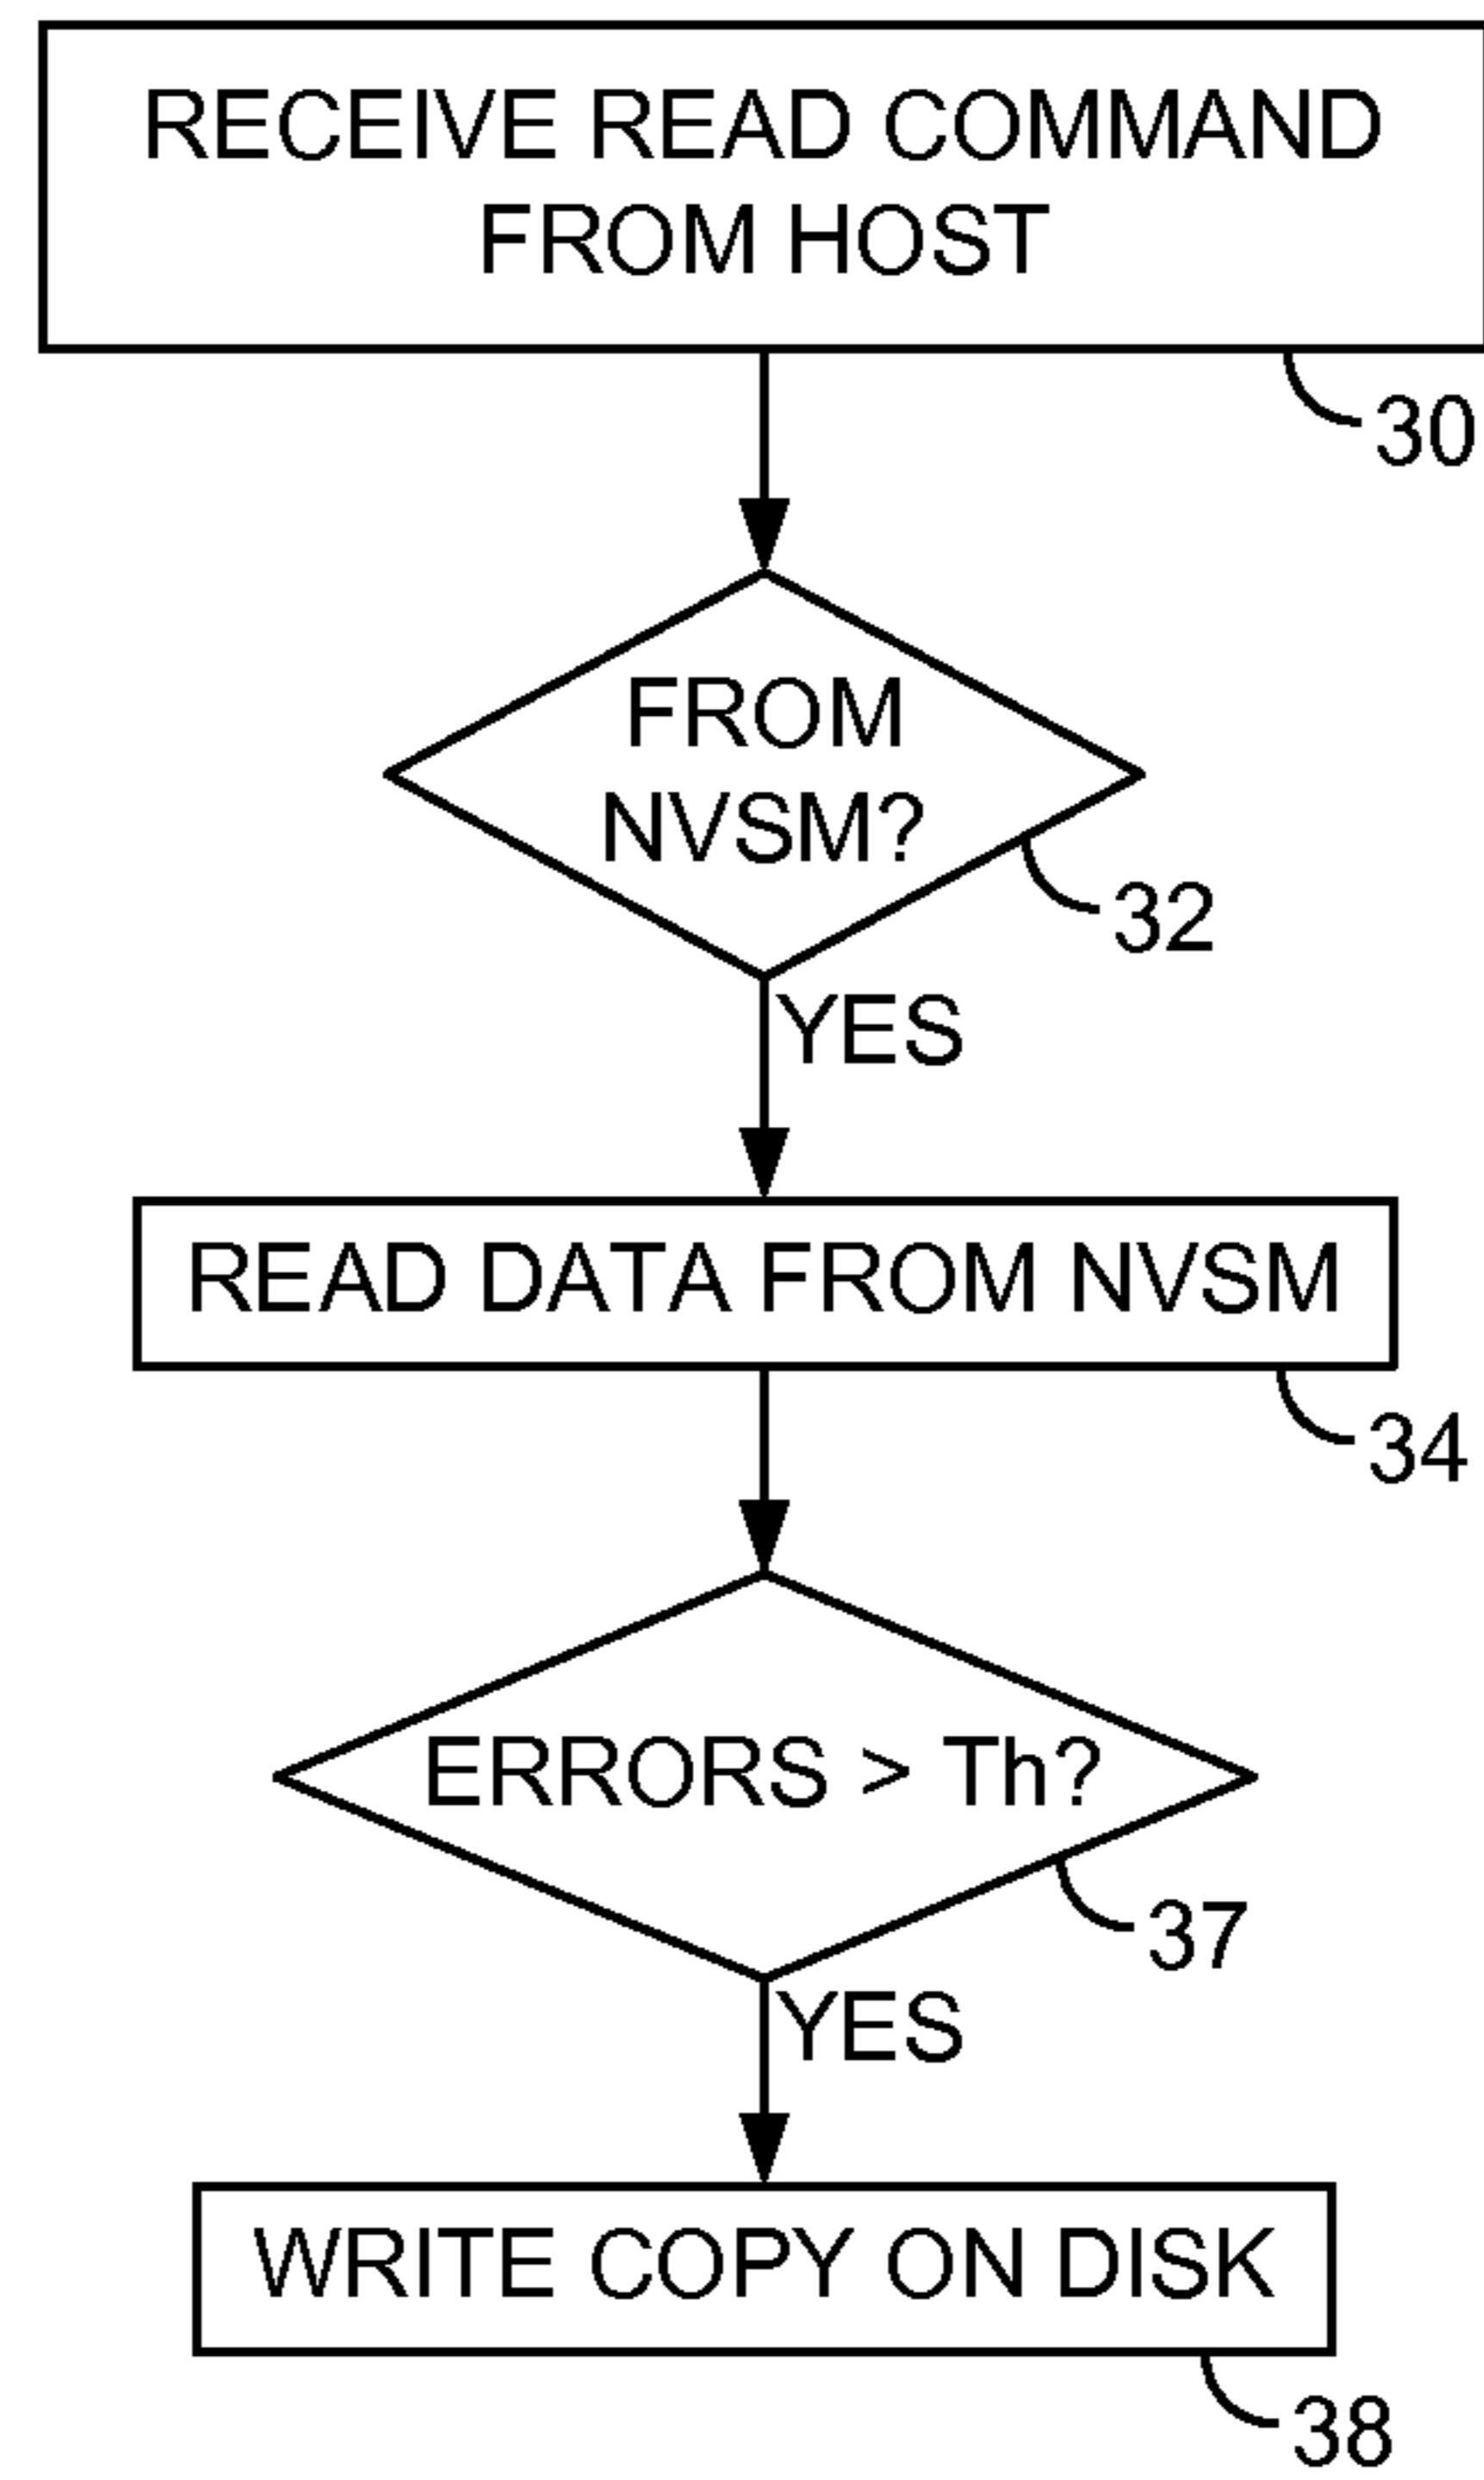 RECEIVE READ COMMAND
FROM HOST
30
FROM
NVSM?
32
YES
READ DATA FROM NVSM
34
ERRORS > Th?
37
YES
WRITE COPY ON DISK
38